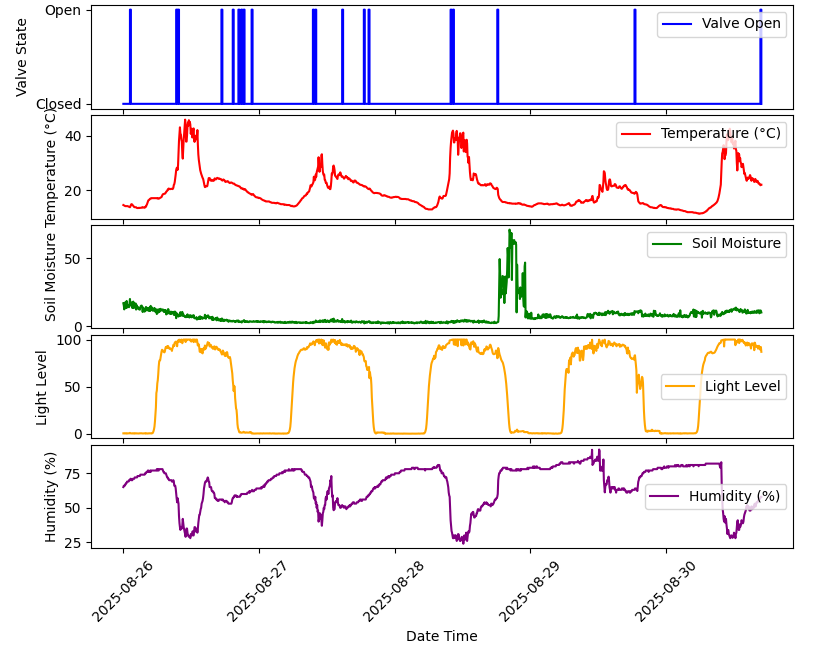 Valve State
Open
Closed
Valve Open
Temperature (°C)
40
20
Temperature (°C)
Soil Moisture
50
0
Soil Moisture
Light Level
100
50
0
Light Level
Humidity (%)
75
50
25
Humidity (%)
2025-08-26
2025-08-27
2025-08-28
2025-08-29
2025-08-30
Date Time